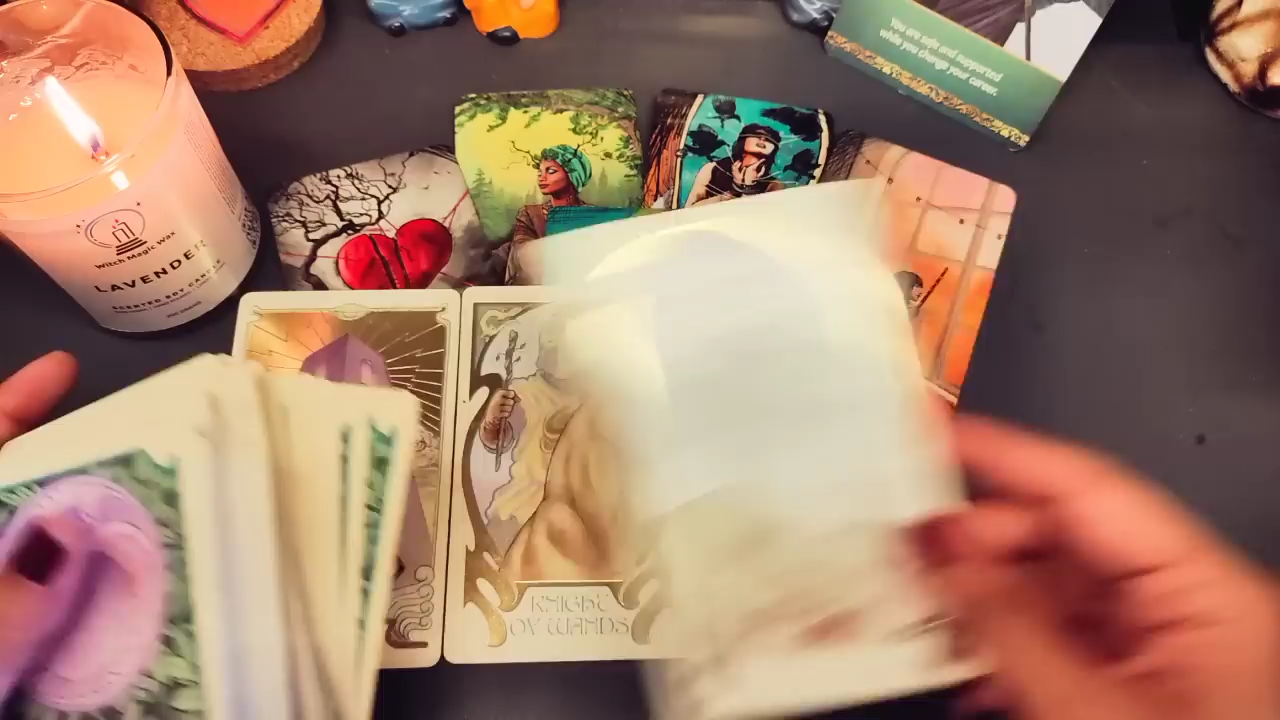 You are safe and supported
while you change your career.
Witch Magic Wax
LAVENDER
SCENTED SOY CANDLE
KNIGHT
OV WANDS